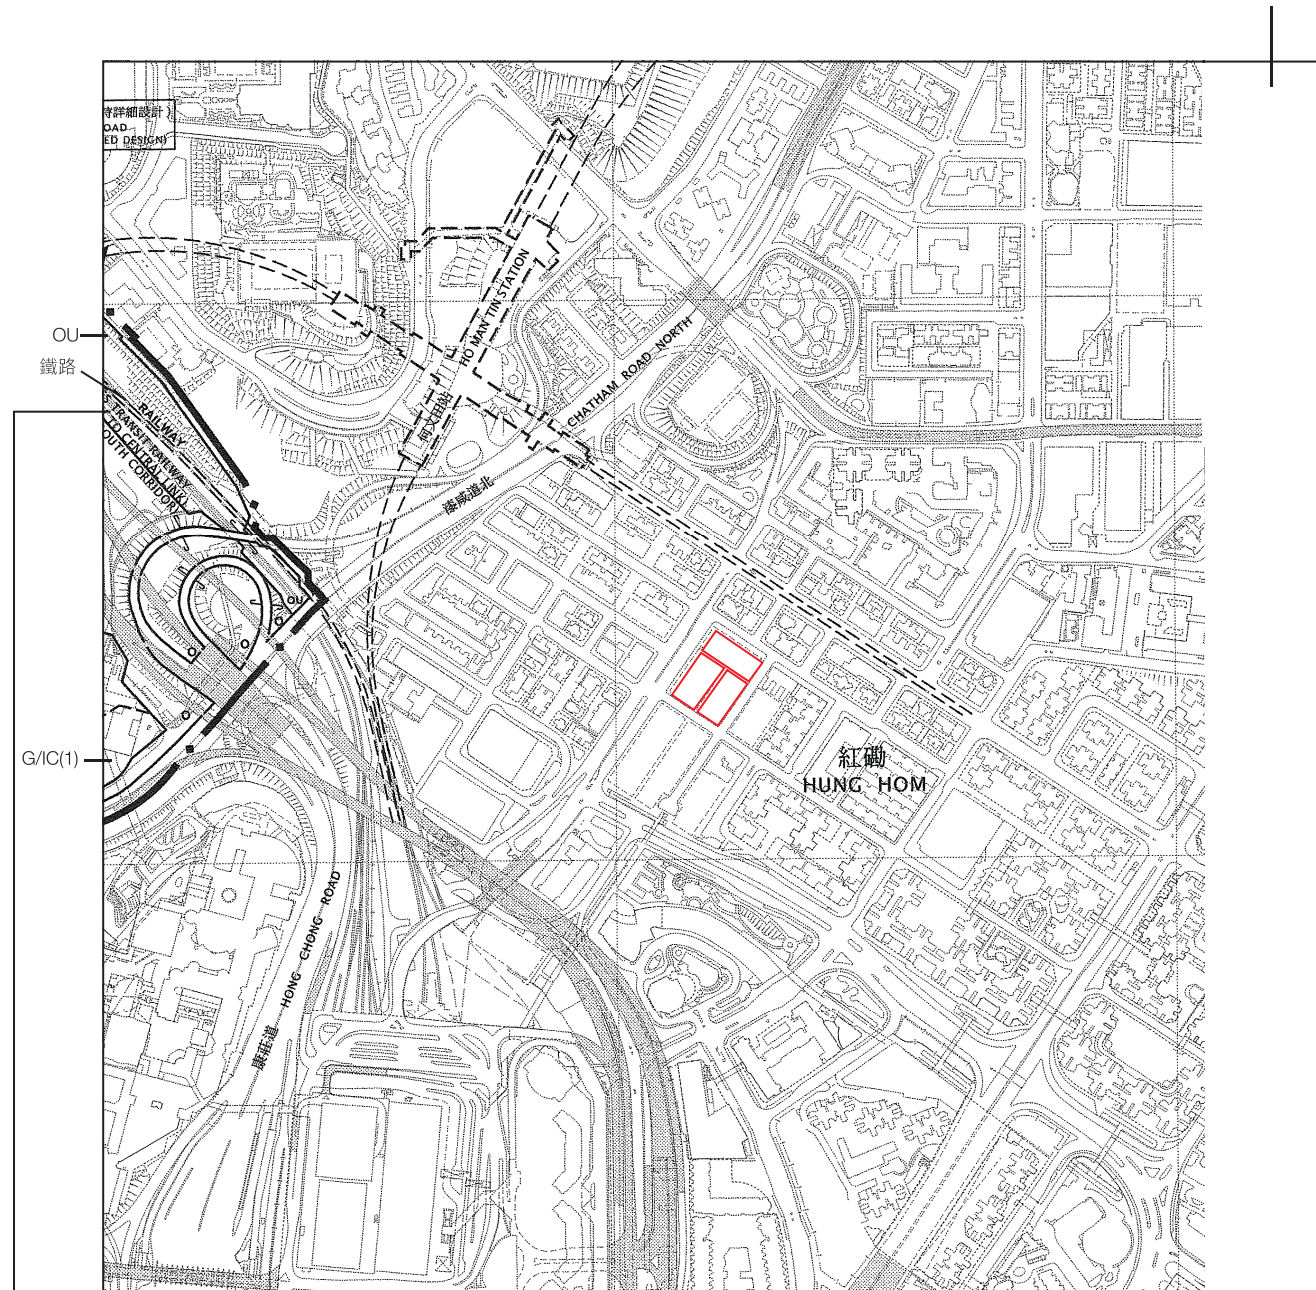 時詳細設計)
OAD
ED DESIGN)
OU
鐵路
HO MAN TIN STATION
何文田站
CHATHAM ROAD NORTH
漆咸道北
RAILWAY
S TRANSIT RAILWAY
TO CENTRAL LINK)
OUTH CORRIDOR)
OU
O
O
O
O
G/IC(1)
紅磡
HUNG HOM
HONG CHONG ROAD
康莊道